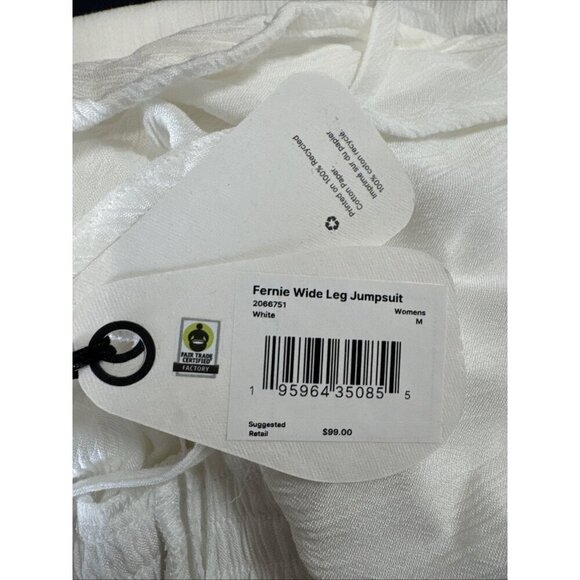 Printed on 100% Recycled
Cotton Paper.
Imprimé sur du papier
100% coton recyclé.
Fernie Wide Leg Jumpsuit
2066751
Womens
White
M
FAIR TRADE
CERTIFIED
FACTORY
1 95964 35085 5
Suggested
Retail
$99.00